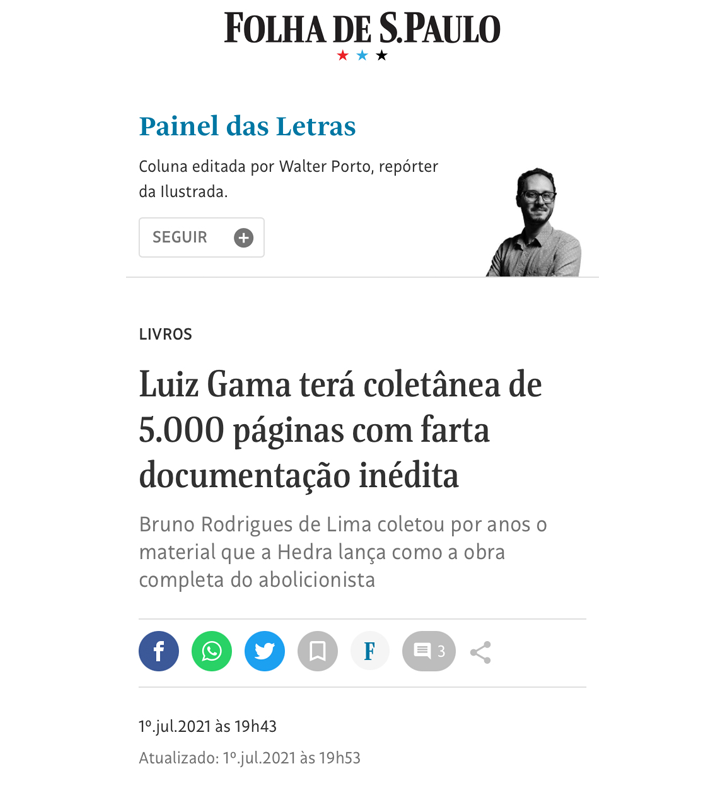 FOLHA DE S.PAULO
Painel das Letras
Coluna editada por Walter Porto, repórter
da Ilustrada.
SEGUIR
LIVROS
Luiz Gama terá coletânea de
5.000 páginas com farta
documentação inédita
Bruno Rodrigues de Lima coletou por anos o
material que a Hedra lança como a obra
completa do abolicionista
f
F
3
1º.jul.2021 às 19h43
Atualizado: 1º.jul.2021 às 19h53